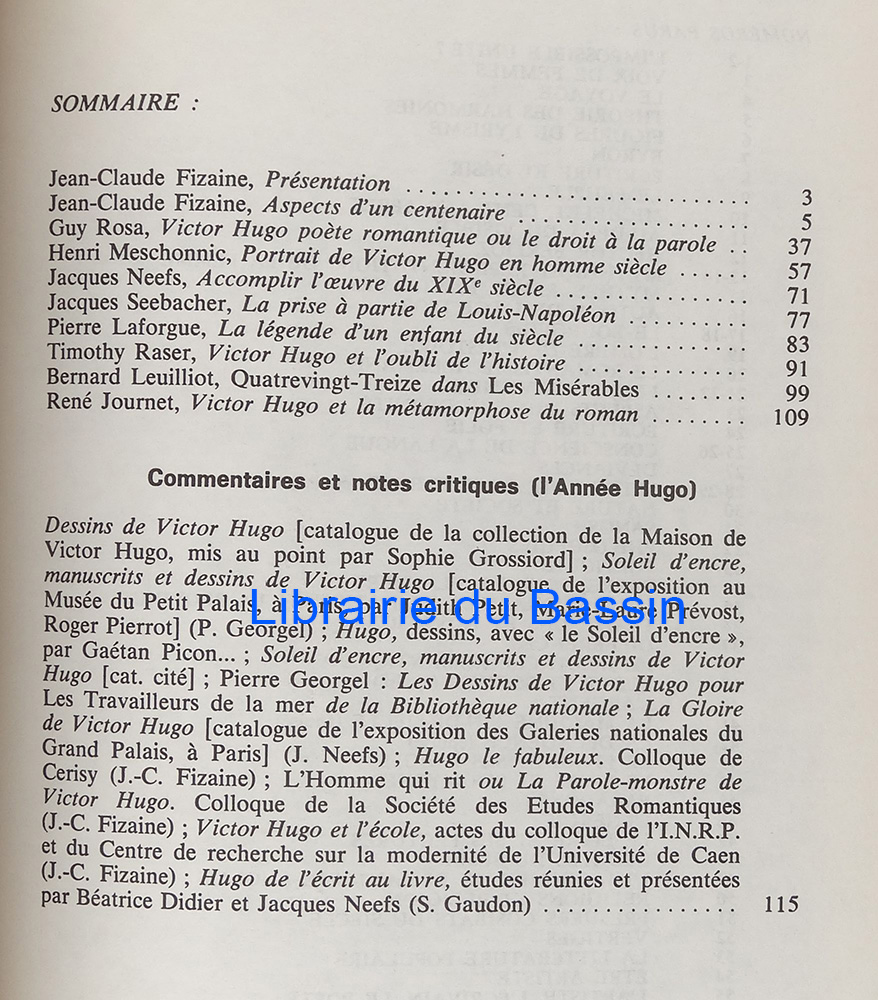 SOMMAIRE :
Jean-Claude Fizaine, Présentation .................... 3
Jean-Claude Fizaine, Aspects d'un centenaire .................... 5
Guy Rosa, Victor Hugo poète romantique ou le droit à la parole .. 37
Henri Meschonnic, Portrait de Victor Hugo en homme siècle ...... 57
Jacques Neefs, Accomplir l'œuvre du XIXe siècle ................ 71
Jacques Seebacher, La prise à partie de Louis-Napoléon .......... 77
Pierre Laforgue, La légende d'un enfant du siècle .............. 83
Timothy Raser, Victor Hugo et l'oubli de l'histoire ............... 91
Bernard Leuilliot, Quatrevingt-Treize dans Les Misérables ........ 99
René Journet, Victor Hugo et la métamorphose du roman ........ 109
Commentaires et notes critiques (l'Année Hugo)
Dessins de Victor Hugo [catalogue de la collection de la Maison de
Victor Hugo, mis au point par Sophie Grossiord] ; Soleil d'encre,
manuscrits et dessins de Victor Hugo [catalogue de l'exposition au
Musée du Petit Palais, à Paris, par Judith Petit, Marie-Laure Prévost,
Librairie du Bassin
Roger Pierrot] (P. Georgel) ; Hugo, dessins, avec « le Soleil d'encre »,
par Gaétan Picon... ; Soleil d'encre, manuscrits et dessins de Victor
Hugo [cat. cité] ; Pierre Georgel : Les Dessins de Victor Hugo pour
Les Travailleurs de la mer de la Bibliothèque nationale ; La Gloire
de Victor Hugo [catalogue de l'exposition des Galeries nationales du
Grand Palais, à Paris] (J. Neefs) ; Hugo le fabuleux. Colloque de
Cerisy (J.-C. Fizaine) ; L'Homme qui rit ou La Parole-monstre de
Victor Hugo. Colloque de la Société des Etudes Romantiques
(J.-C. Fizaine) ; Victor Hugo et l'école, actes du colloque de l'I.N.R.P.
et du Centre de recherche sur la modernité de l'Université de Caen
(J.-C. Fizaine) ; Hugo de l'écrit au livre, études réunies et présentées
par Béatrice Didier et Jacques Neefs (S. Gaudon) ................. 115